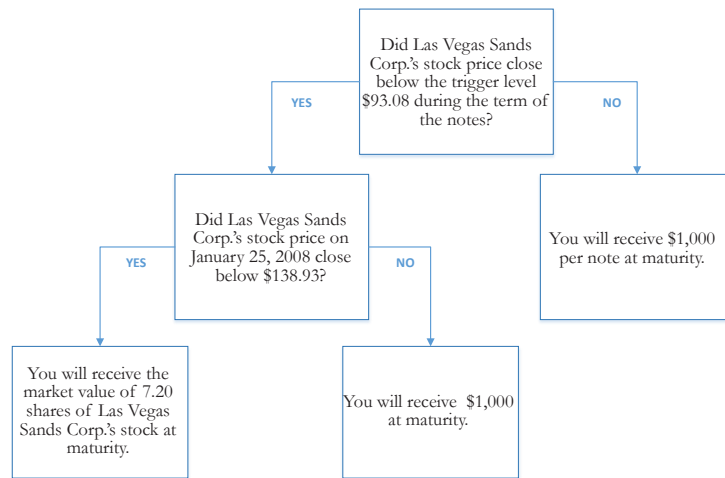 Did Las Vegas Sands
Corp.'s stock price close
below the trigger level
$93.08 during the term of
the notes?
YES
NO
Did Las Vegas Sands
Corp.'s stock price on
January 25, 2008 close
below $138.93?
You will receive $1,000
per note at maturity.
YES
NO
You will receive the
market value of 7.20
shares of Las Vegas
Sands Corp.'s stock at
maturity.
You will receive $1,000
at maturity.